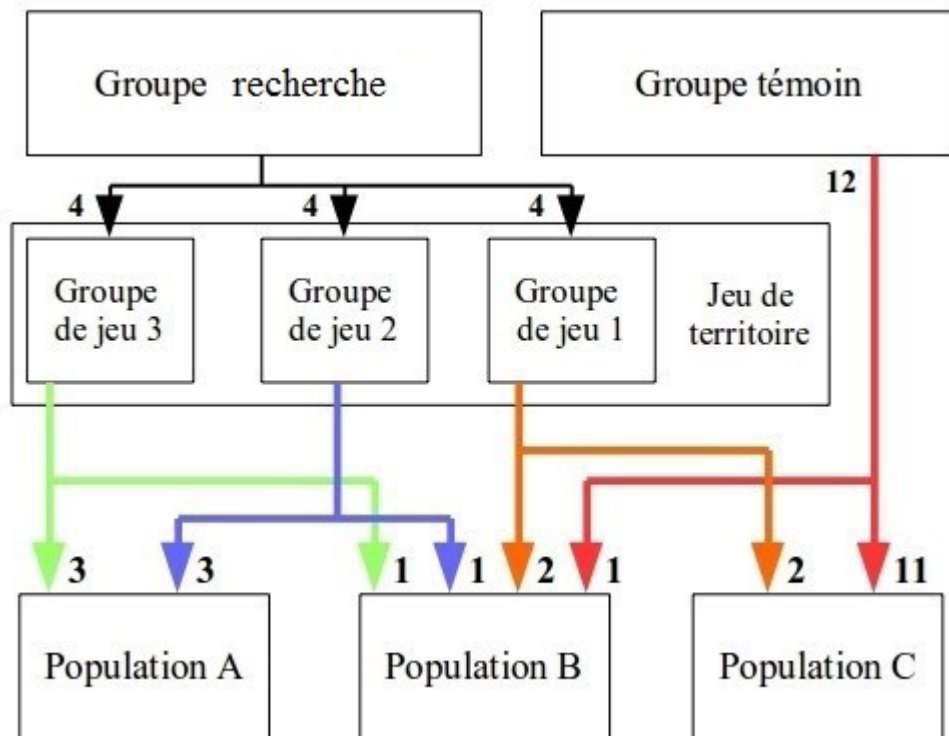 Groupe recherche
Groupe témoin
12
4
4
4
Groupe
de jeu 3
Groupe
de jeu 2
Groupe
de jeu 1
Jeu de
territoire
3
3
1
1
2
1
2
11
Population A
Population B
Population C